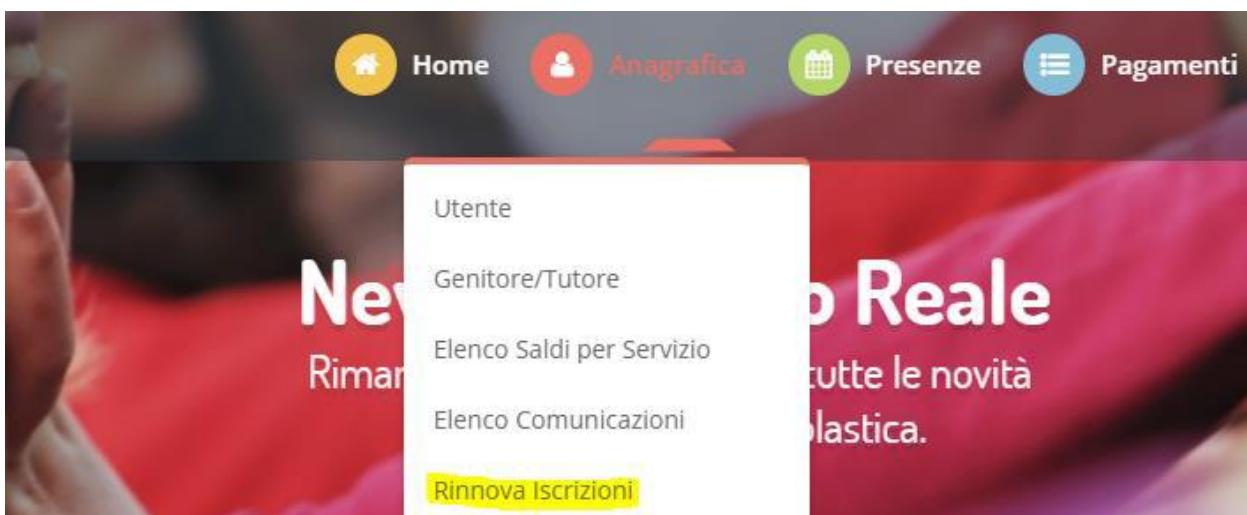 Home Anagrafica Presenze Pagamenti
Utente
Genitore/Tutore
Elenco Saldi per Servizio
Elenco Comunicazioni
Rinnova Iscrizioni
Reale
tutte le novità